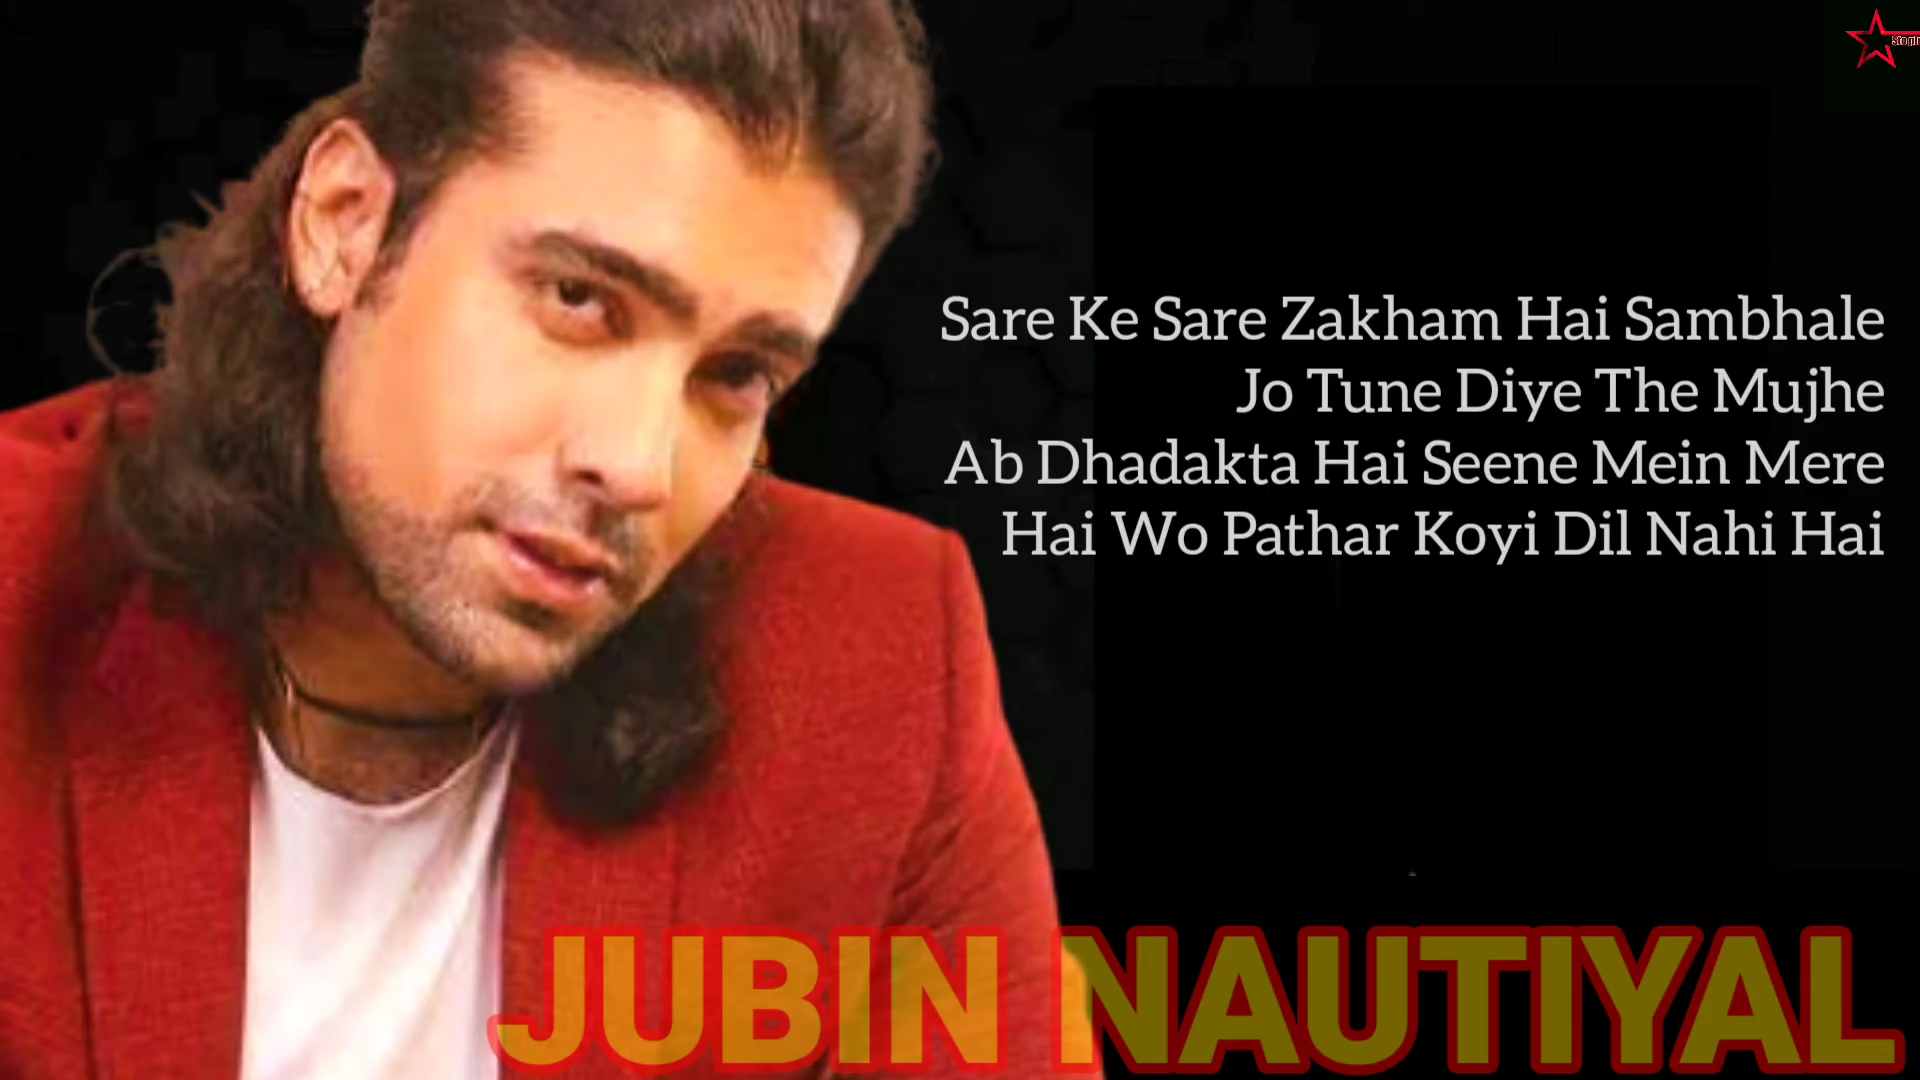 Sare Ke Sare Zakham Hai Sambhale
Jo Tune Diye The Mujhe
Ab Dhadakta Hai Seene Mein Mere
Hai Wo Pathar Koyi Dil Nahi Hai
JUBIN NAUTIYAL